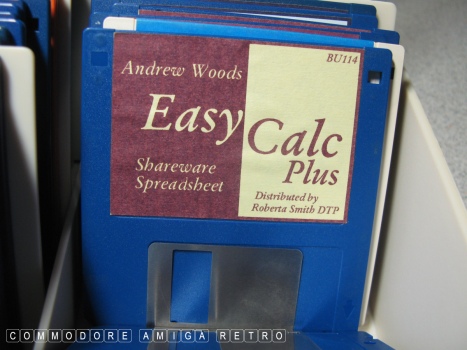 BU114
Andrew Woods
Easy Calc
Plus
Shareware
Spreadsheet
Distributed by
Roberta Smith DTP
COMMODORE AMIGA RETRO